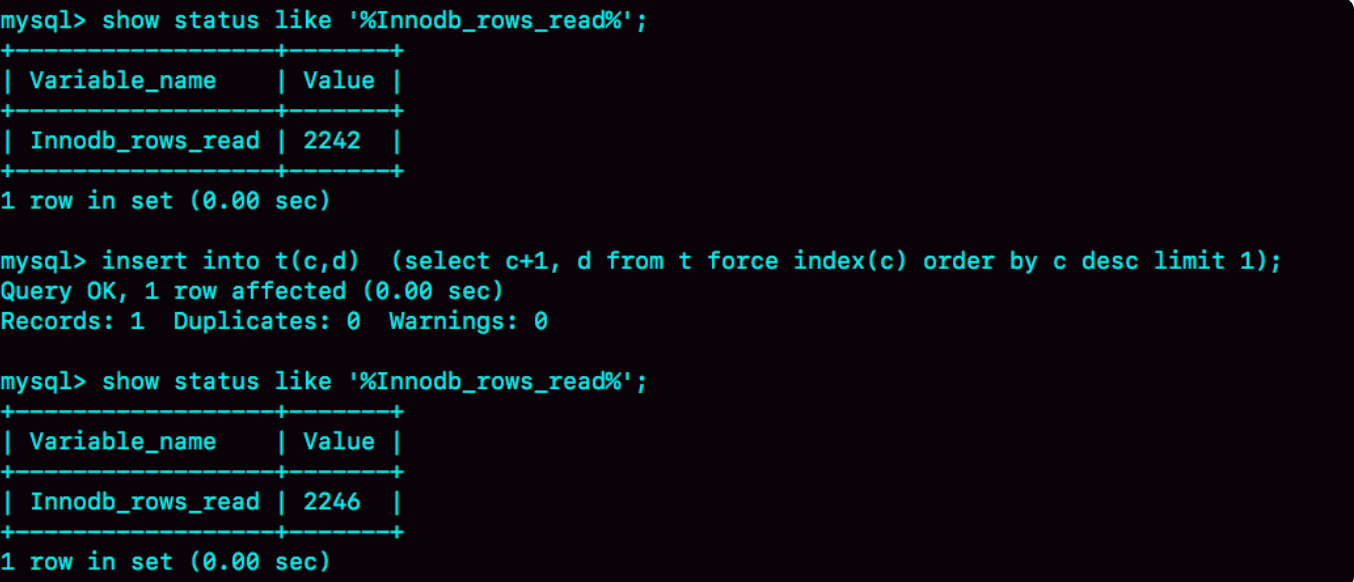 mysql> show status like '%Innodb_rows_read%';
+------------------+-------+
| Variable_name    | Value |
+------------------+-------+
| Innodb_rows_read | 2242  |
+------------------+-------+
1 row in set (0.00 sec)

mysql> insert into t(c,d)  (select c+1, d from t force index(c) order by c desc limit 1);
Query OK, 1 row affected (0.00 sec)
Records: 1  Duplicates: 0  Warnings: 0

mysql> show status like '%Innodb_rows_read%';
+------------------+-------+
| Variable_name    | Value |
+------------------+-------+
| Innodb_rows_read | 2246  |
+------------------+-------+
1 row in set (0.00 sec)